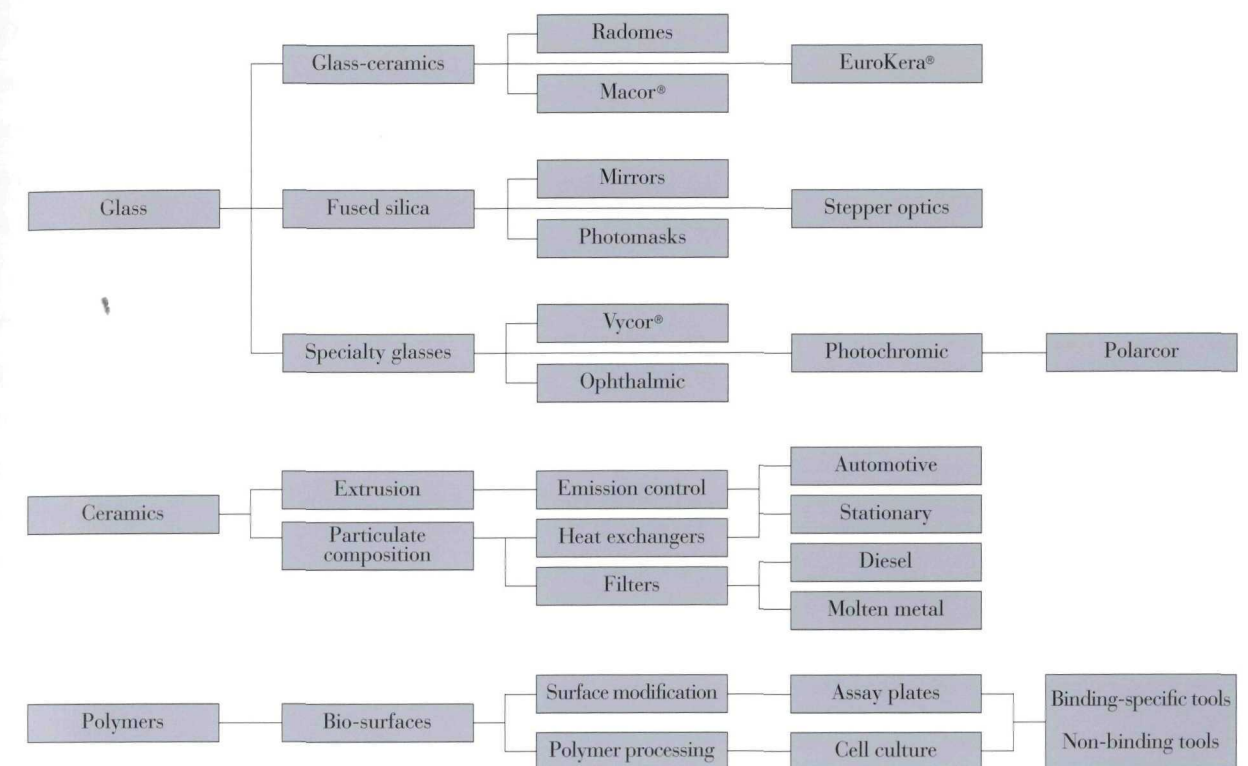 Radomes
Glass-ceramics
EuroKera®
Macor®
Mirrors
Glass
Fused silica
Stepper optics
Photomasks
Vycor®
Specialty glasses
Photochromic
Polarcor
Ophthalmic
Automotive
Extrusion
Emission control
Ceramics
Stationary
Particulate
composition
Heat exchangers
Diesel
Filters
Molten metal
Surface modification
Assay plates
Binding-specific tools
Polymers
Bio-surfaces
Non-binding tools
Polymer processing
Cell culture